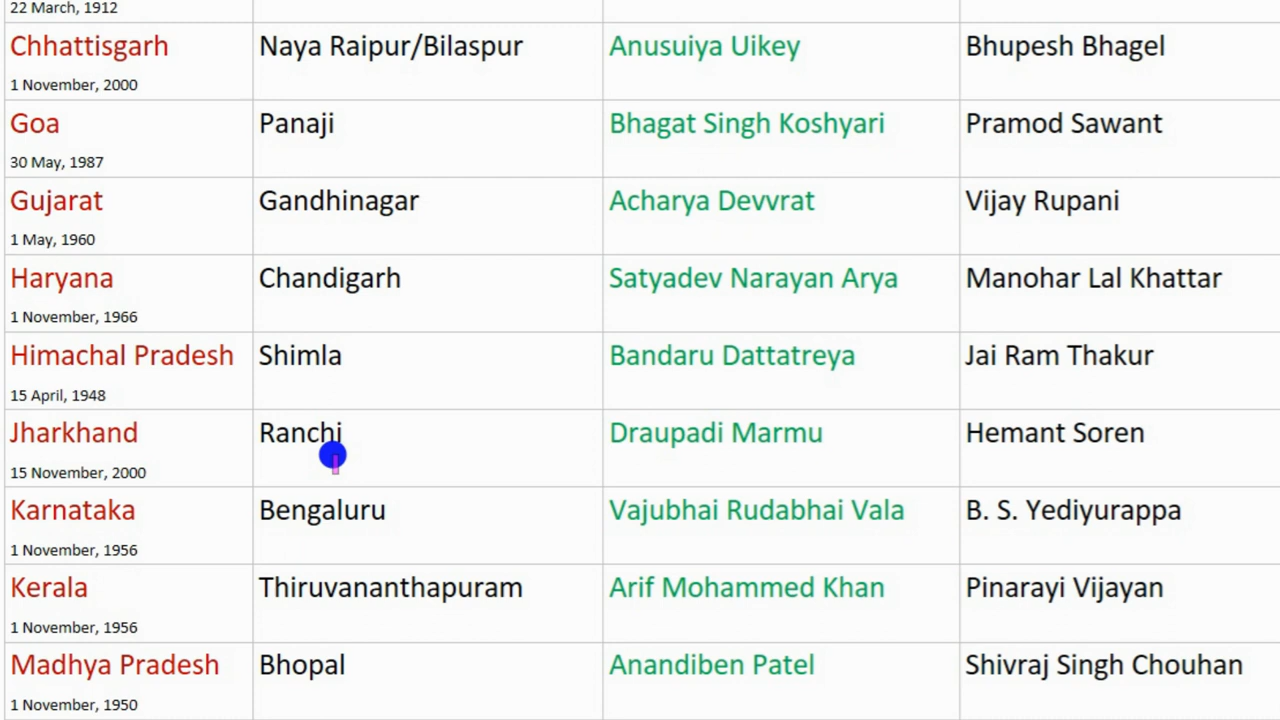 22 March, 1912
Chhattisgarh Naya Raipur/Bilaspur Anusuiya Uikey Bhupesh Bhagel
1 November, 2000
Goa Panaji Bhagat Singh Koshyari Pramod Sawant
30 May, 1987
Gujarat Gandhinagar Acharya Devvrat Vijay Rupani
1 May, 1960
Haryana Chandigarh Satyadev Narayan Arya Manohar Lal Khattar
1 November, 1966
Himachal Pradesh Shimla Bandaru Dattatreya Jai Ram Thakur
15 April, 1948
Jharkhand Ranchi Draupadi Marmu Hemant Soren
15 November, 2000
Karnataka Bengaluru Vajubhai Rudabhai Vala B. S. Yediyurappa
1 November, 1956
Kerala Thiruvananthapuram Arif Mohammed Khan Pinarayi Vijayan
1 November, 1956
Madhya Pradesh Bhopal Anandiben Patel Shivraj Singh Chouhan
1 November, 1950